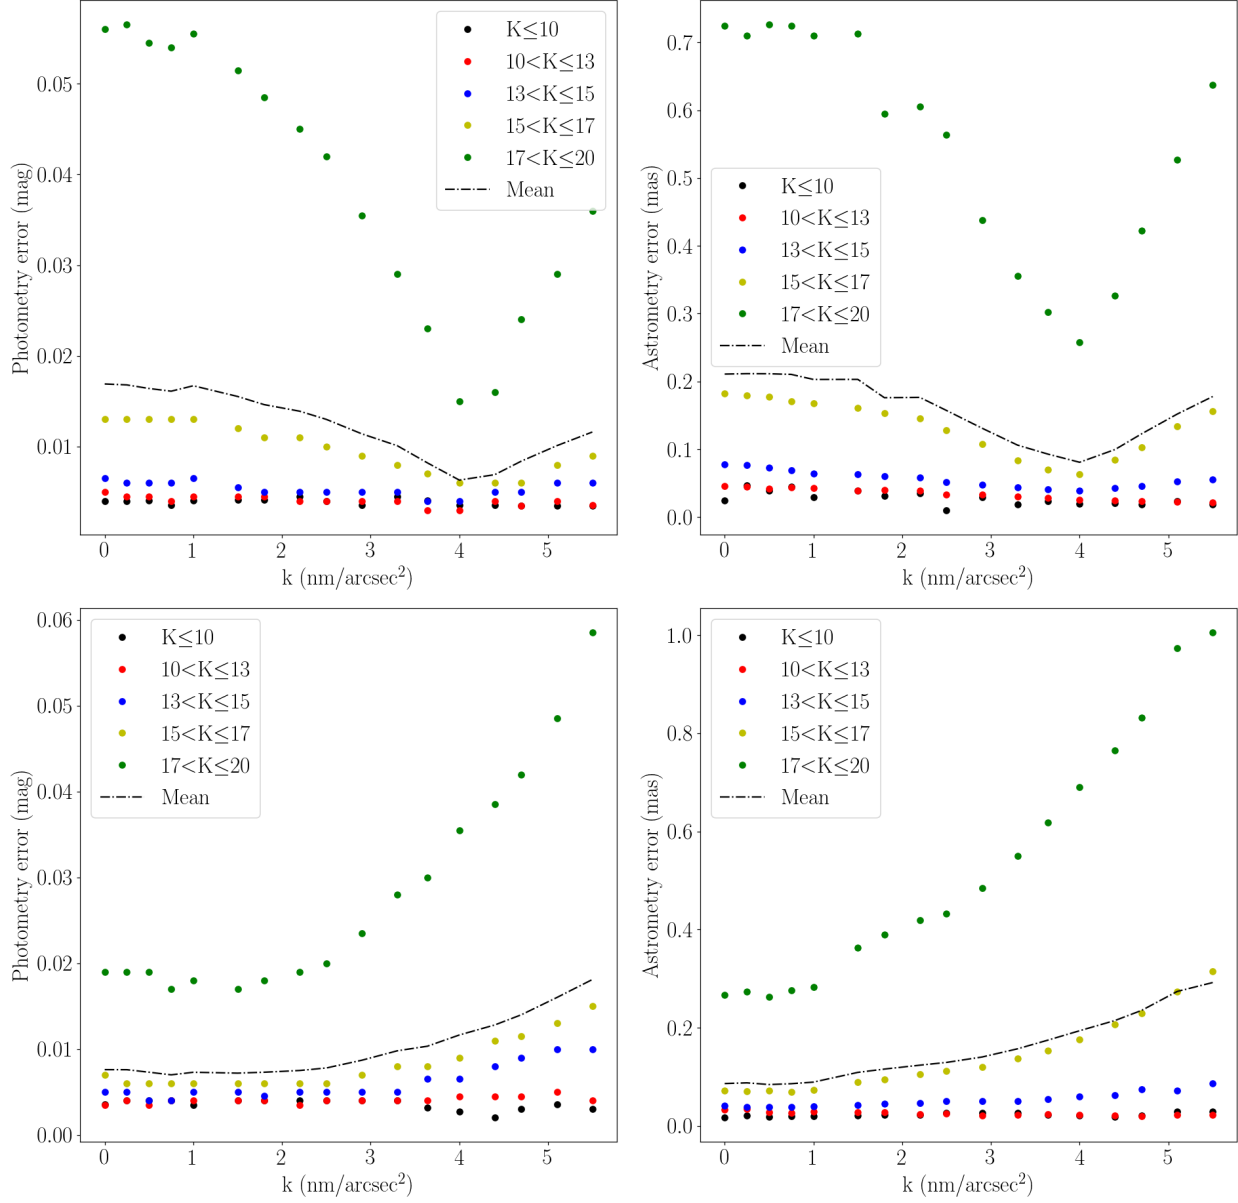 Photometry error (mag)
0.05
0.04
0.03
0.02
0.01
K≤10
10<K≤13
13<K≤15
15<K≤17
17<K≤20
Mean
0 1 2 3 4 5
k (nm/arcsec²)
Astrometry error (mas)
0.7
0.6
0.5
0.4
0.3
0.2
0.1
0.0
K≤10
10<K≤13
13<K≤15
15<K≤17
17<K≤20
Mean
0 1 2 3 4 5
k (nm/arcsec²)
Photometry error (mag)
0.06
0.05
0.04
0.03
0.02
0.01
0.00
K≤10
10<K≤13
13<K≤15
15<K≤17
17<K≤20
Mean
0 1 2 3 4 5
k (nm/arcsec²)
Astrometry error (mas)
1.0
0.8
0.6
0.4
0.2
0.0
K≤10
10<K≤13
13<K≤15
15<K≤17
17<K≤20
Mean
0 1 2 3 4 5
k (nm/arcsec²)